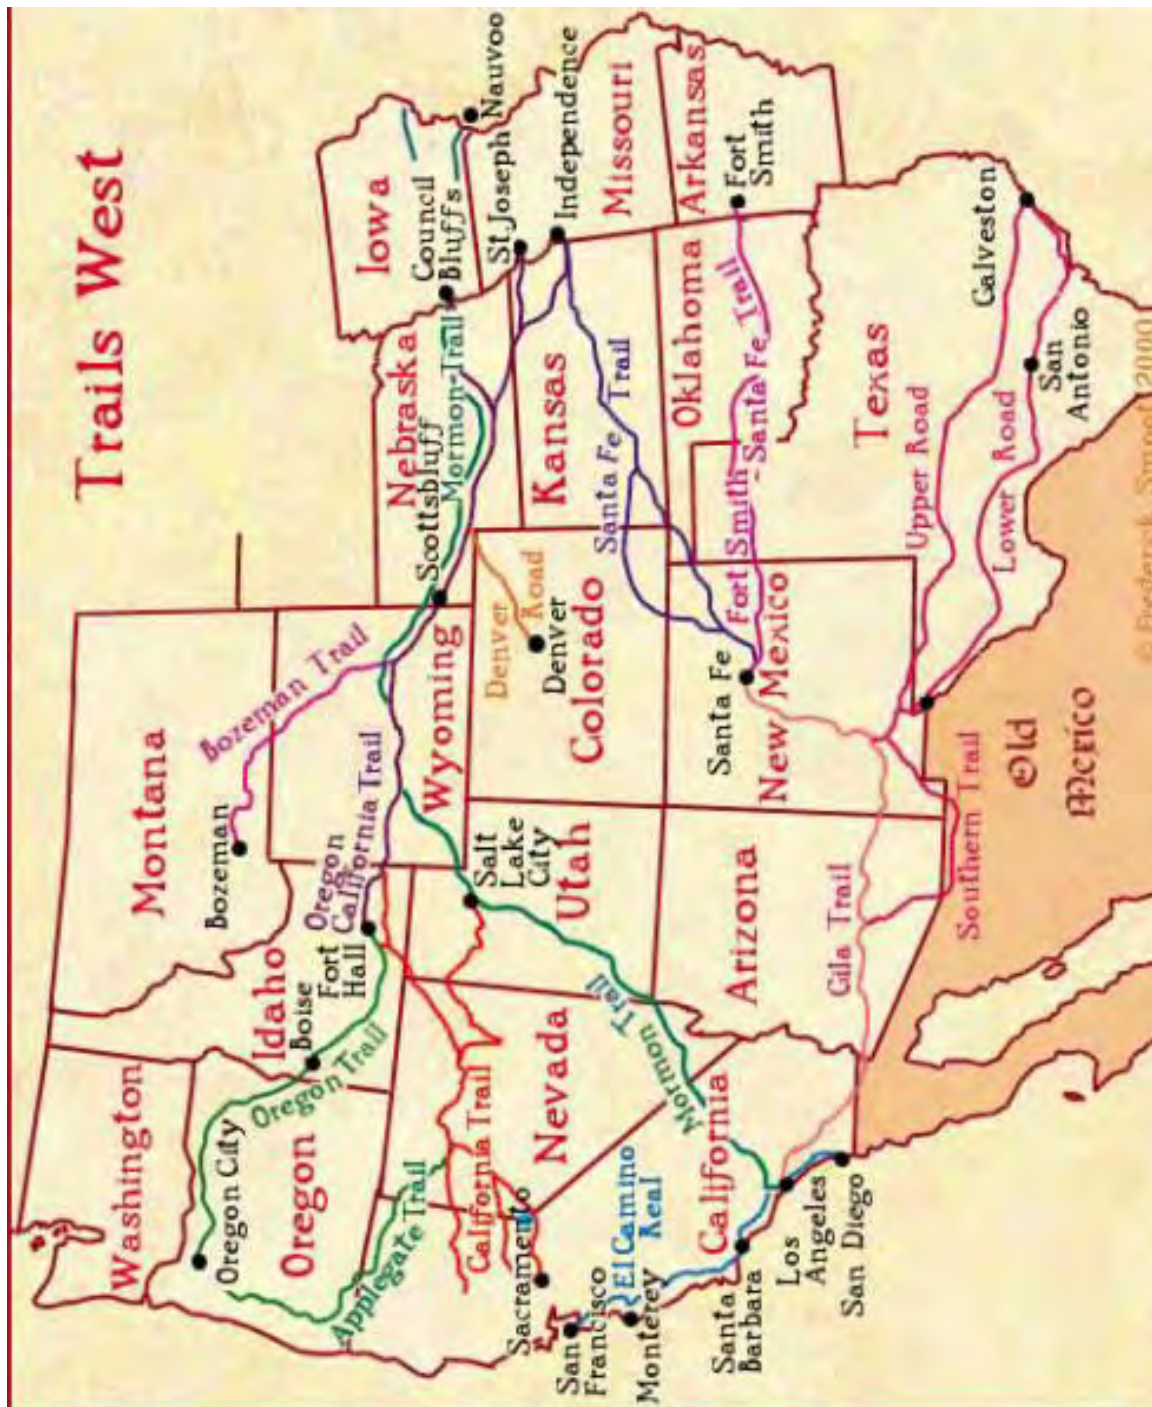 Trails West
Washington
Montana
Oregon City
Oregon
Oregon Trail
Idaho
Boise
Fort
Hall
Bozeman
Bozeman Trail
Oregon
California Trail
Wyoming
Applegate Trail
California Trail
Nevada
Salt
Lake
City
Utah
Scottsbluff
Nebraska
Mormon Trail
Iowa
Council
Bluffs
Nauvoo
St Joseph
Independence
Missouri
Kansas
Denver
Road
Denver
Colorado
Santa Fe
Trail
Sacramento
San
Francisco
Monterey
El Camino
Real
California
Mormon
Trail
Santa
Barbara
Los
Angeles
San Diego
Arizona
Gila Trail
Southern Trail
Santa Fe
New Mexico
Fort Smith
-Santa Fe Trail
Oklahoma
Arkansas
Fort
Smith
Texas
Upper Road
Lower Road
Galveston
San
Antonio
Old
Mexico